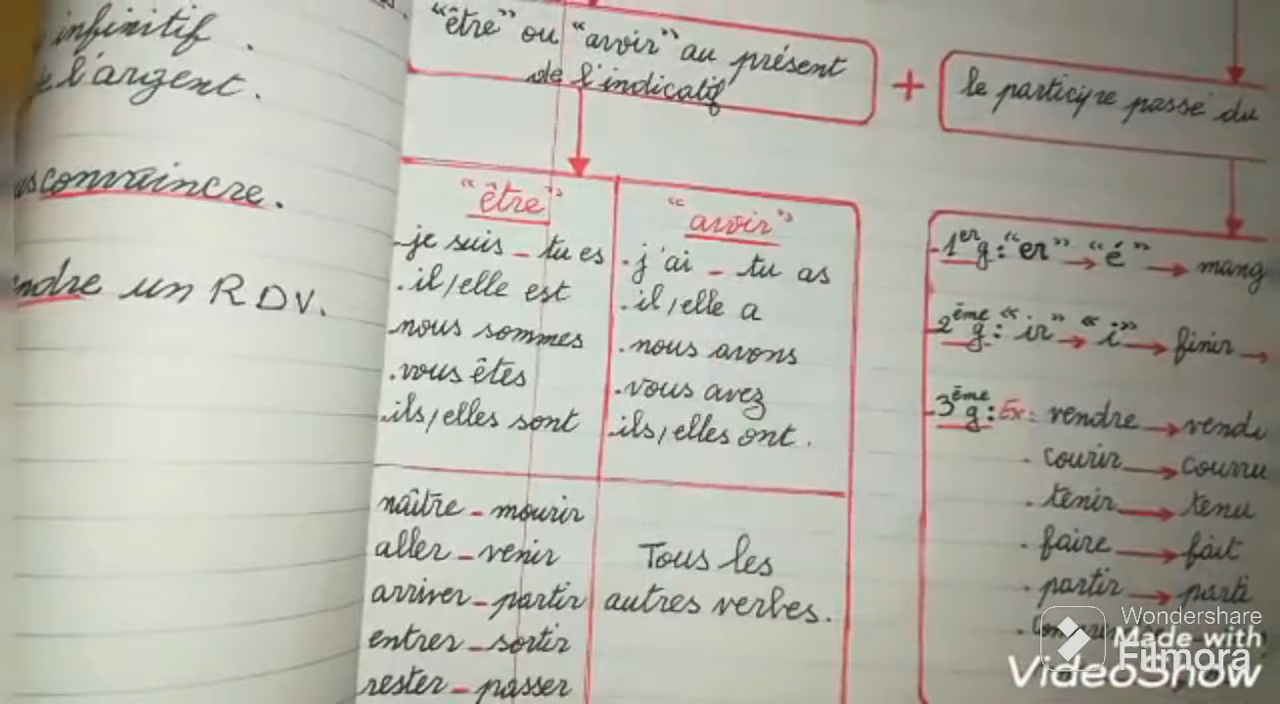 infinitif.
l'argent.
convaincre.
un RDV.
"être" ou "avoir" au présent
de l'indicatif
+
le participe passé du
"être"
je suis - tu es
.il/elle est
.nous sommes
.vous êtes
.ils/elles sont
"avoir"
.j'ai - tu as
.il/elle a
.nous avons
.vous avez
.ils/elles ont.
naître - mourir
aller - venir
arriver - partir
entrer - sortir
rester - passer
Tous les
autres verbes.
-1er g: "er" → "é" → mang
-2ème g: "ir" → "i" → finir →
-3ème g: Ex: vendre → vendu
. courir → courru
. tenir → tenu
. faire → fait
. partir → parti
Wondershare
Filmora
Made with
VideoShow